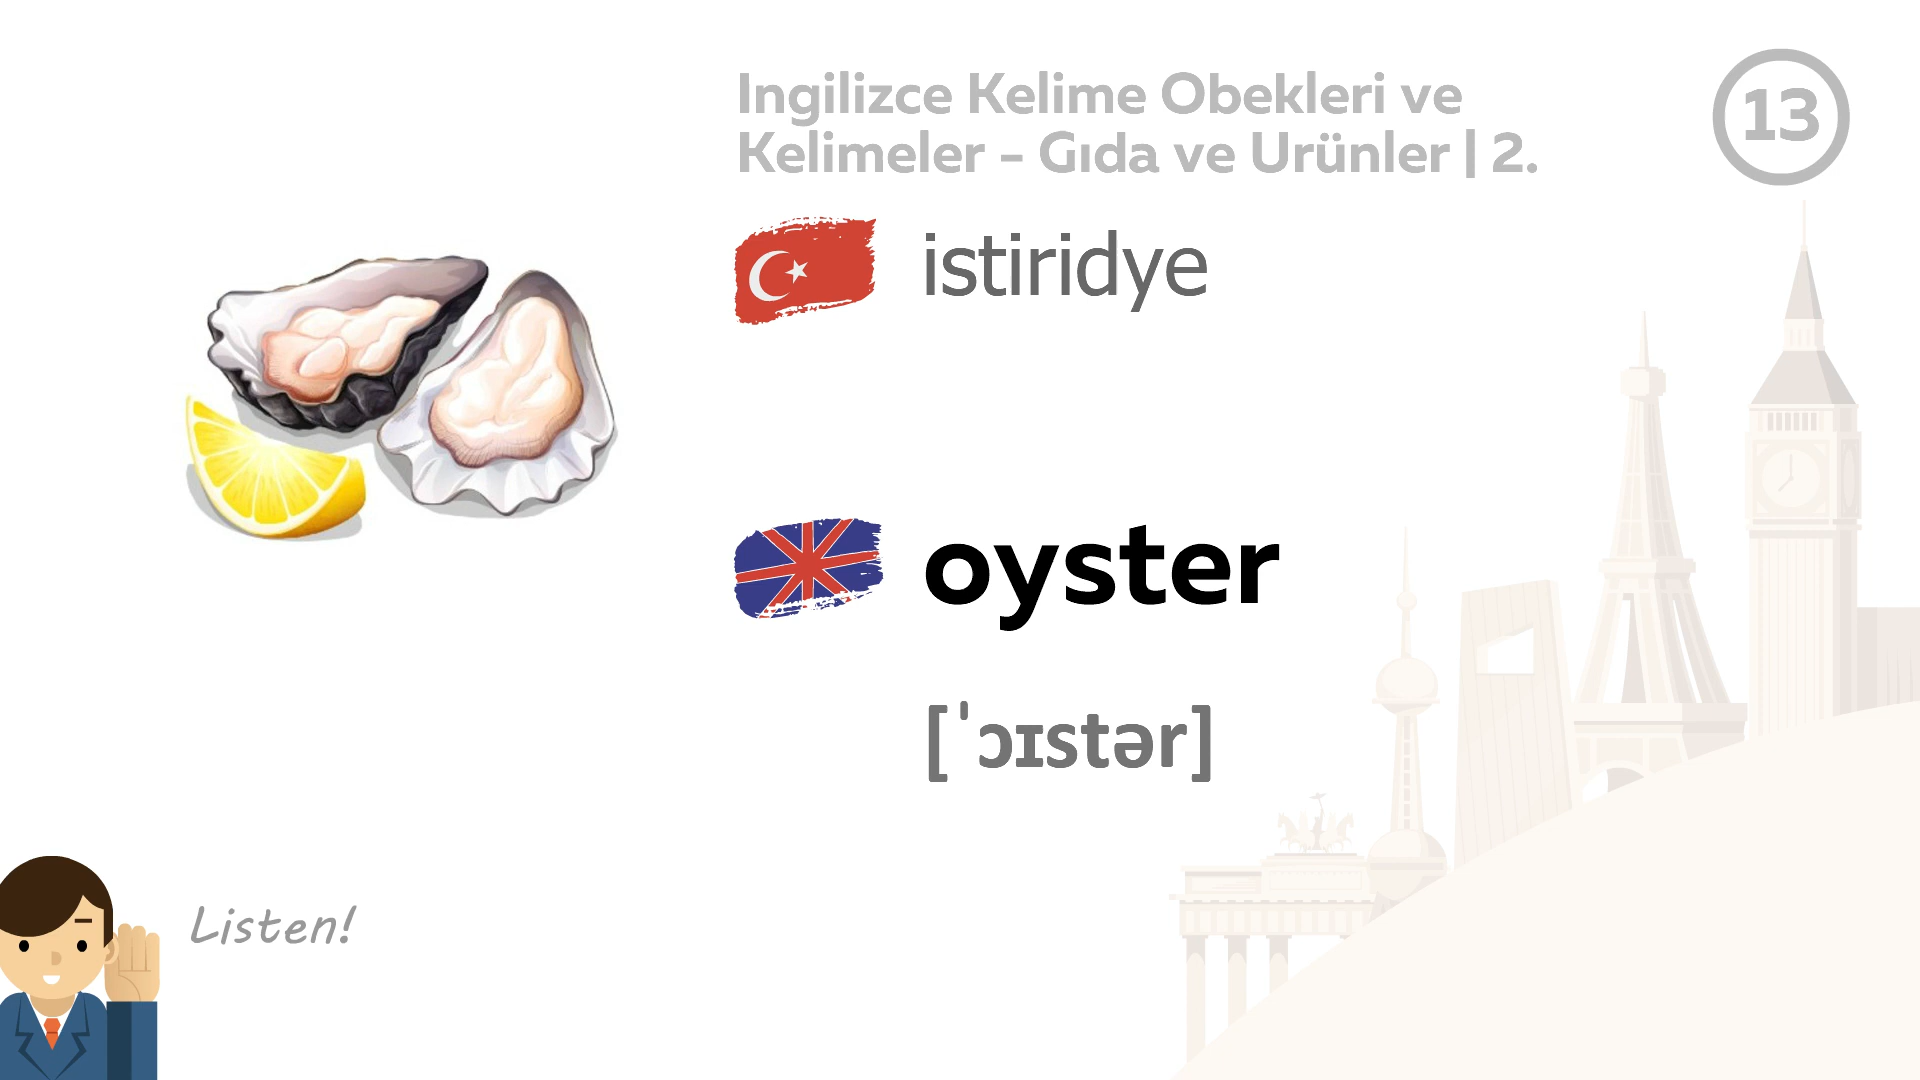 Ingilizce Kelime Obekleri ve
Kelimeler - Gıda ve Urünler | 2.
13
istiridye
oyster
[ˈɔɪstər]
Listen!